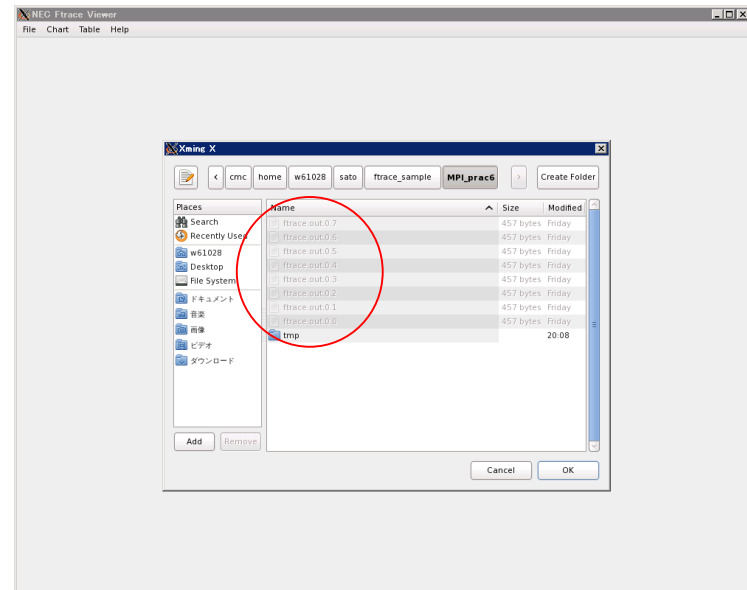 NEC Ftrace Viewer
File Chart Table Help
Xming X
cmc home w61028 sato ftrace_sample MPI_prac6 Create Folder
Places
Search
Recently Used
w61028
Desktop
File System
ドキュメント
音楽
画像
ビデオ
ダウンロード
Add Remove
Name Size Modified
ftrace.out.0.7 457 bytes Friday
ftrace.out.0.6 457 bytes Friday
ftrace.out.0.5 457 bytes Friday
ftrace.out.0.4 457 bytes Friday
ftrace.out.0.3 457 bytes Friday
ftrace.out.0.2 457 bytes Friday
ftrace.out.0.1 457 bytes Friday
ftrace.out.0.0 457 bytes Friday
tmp 20:08
Cancel OK